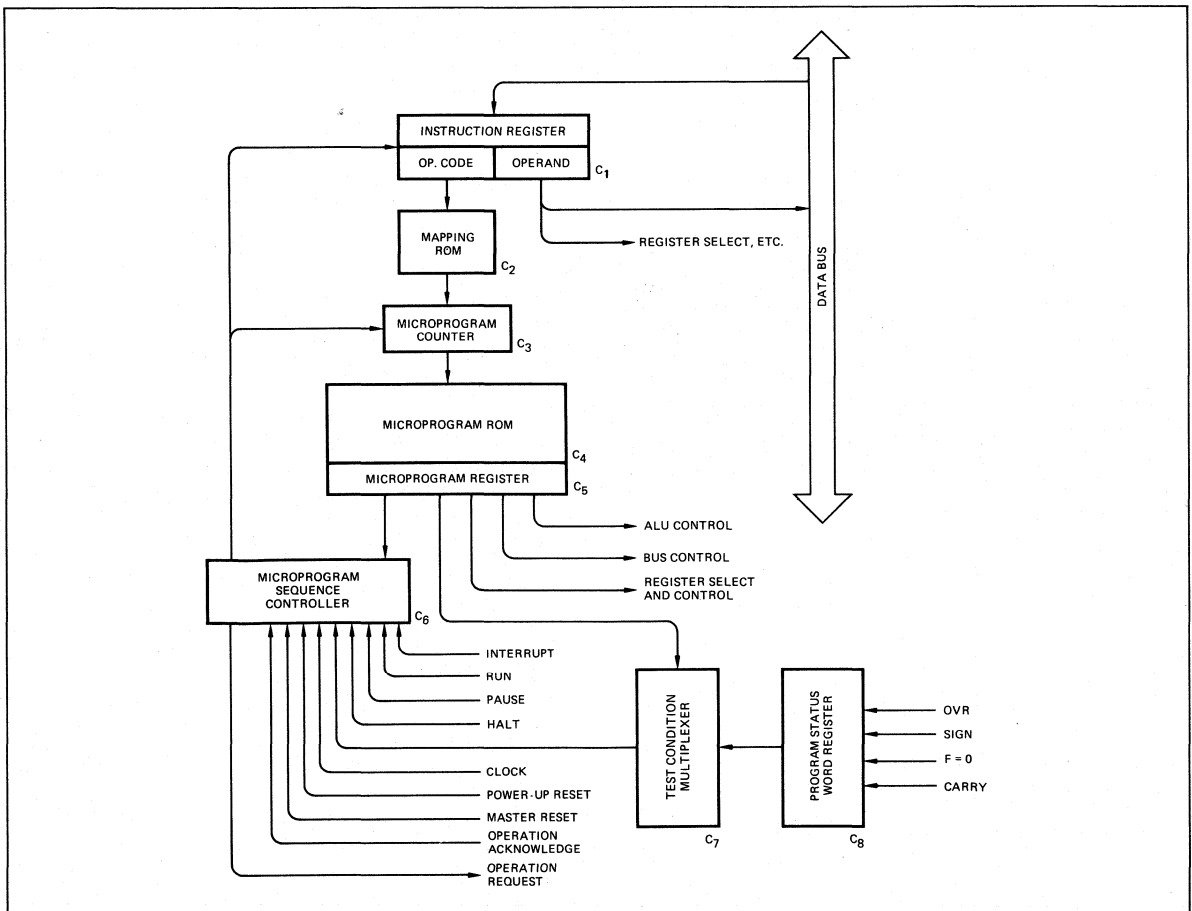 INSTRUCTION REGISTER
OP. CODE
OPERAND
C1
MAPPING
ROM
C2
REGISTER SELECT, ETC.
DATA BUS
MICROPROGRAM
COUNTER
C3
MICROPROGRAM ROM
C4
MICROPROGRAM REGISTER
C5
ALU CONTROL
BUS CONTROL
REGISTER SELECT
AND CONTROL
MICROPROGRAM
SEQUENCE
CONTROLLER
C6
INTERRUPT
RUN
PAUSE
HALT
CLOCK
POWER-UP RESET
MASTER RESET
OPERATION
ACKNOWLEDGE
OPERATION
REQUEST
TEST CONDITION
MULTIPLEXER
C7
PROGRAM STATUS
WORD REGISTER
C8
OVR
SIGN
F = 0
CARRY